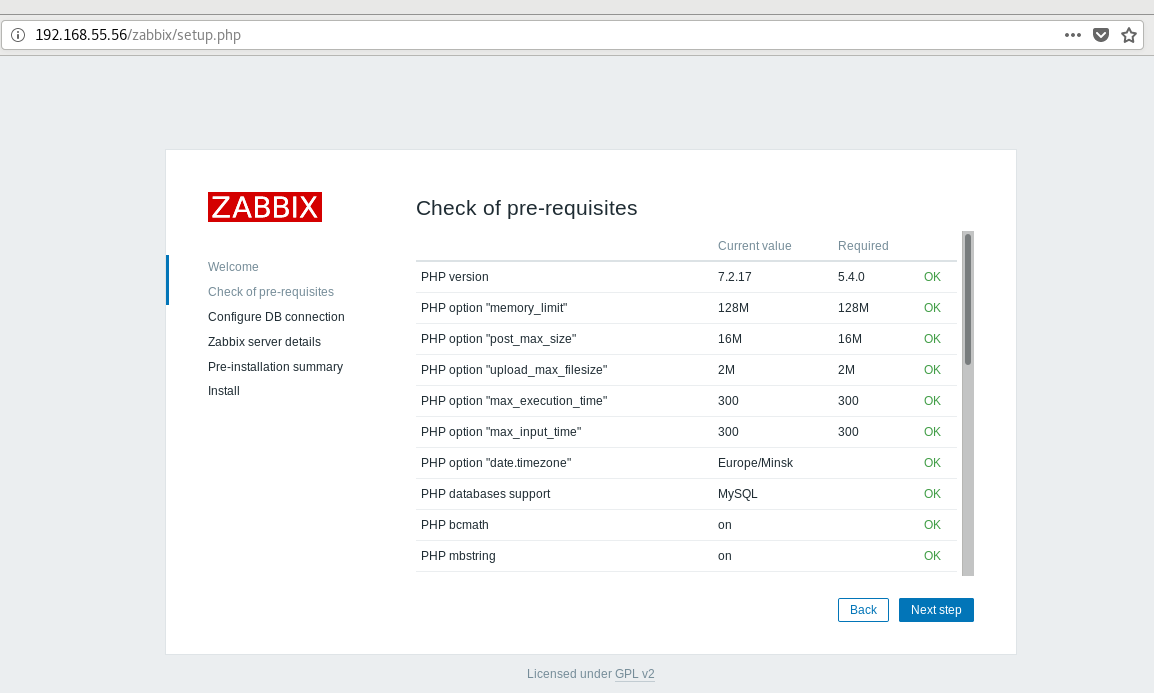 192.168.55.56/zabbix/setup.php
ZABBIX
Welcome
Check of pre-requisites
Configure DB connection
Zabbix server details
Pre-installation summary
Install
Check of pre-requisites
Current value Required
PHP version 7.2.17 5.4.0 OK
PHP option "memory_limit" 128M 128M OK
PHP option "post_max_size" 16M 16M OK
PHP option "upload_max_filesize" 2M 2M OK
PHP option "max_execution_time" 300 300 OK
PHP option "max_input_time" 300 300 OK
PHP option "date.timezone" Europe/Minsk OK
PHP databases support MySQL OK
PHP bcmath on OK
PHP mbstring on OK
Back Next step
Licensed under GPL v2